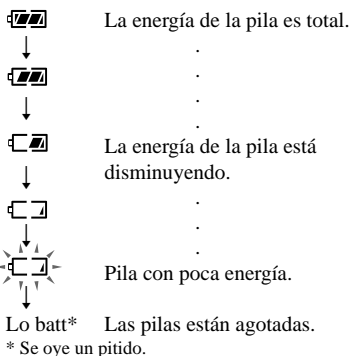 La energía de la pila es total.
.
.
.
.
La energía de la pila está
disminuyendo.
.
.
.
Pila con poca energía.
Lo batt* Las pilas están agotadas.
* Se oye un pitido.